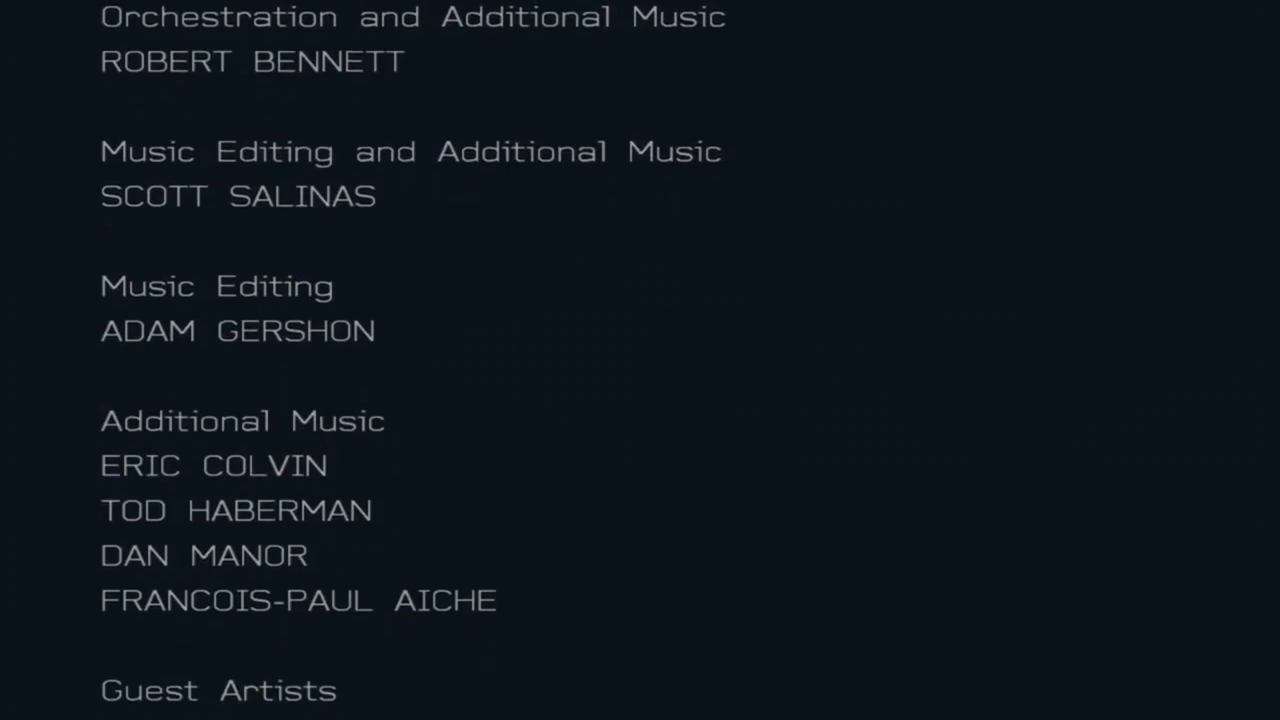 Orchestration and Additional Music
ROBERT BENNETT
Music Editing and Additional Music
SCOTT SALINAS
Music Editing
ADAM GERSHON
Additional Music
ERIC COLVIN
TOD HABERMAN
DAN MANOR
FRANCOIS-PAUL AICHE
Guest Artists